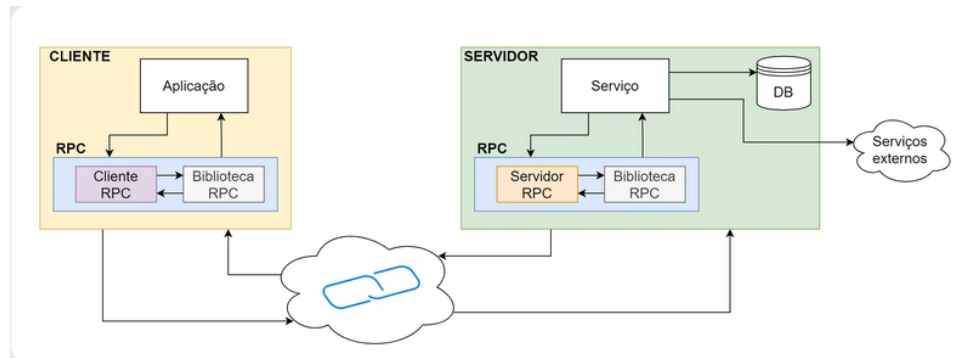 CLIENTE
Aplicação
RPC
Cliente
RPC
Biblioteca
RPC
SERVIDOR
Serviço
DB
Serviços
externos
RPC
Servidor
RPC
Biblioteca
RPC